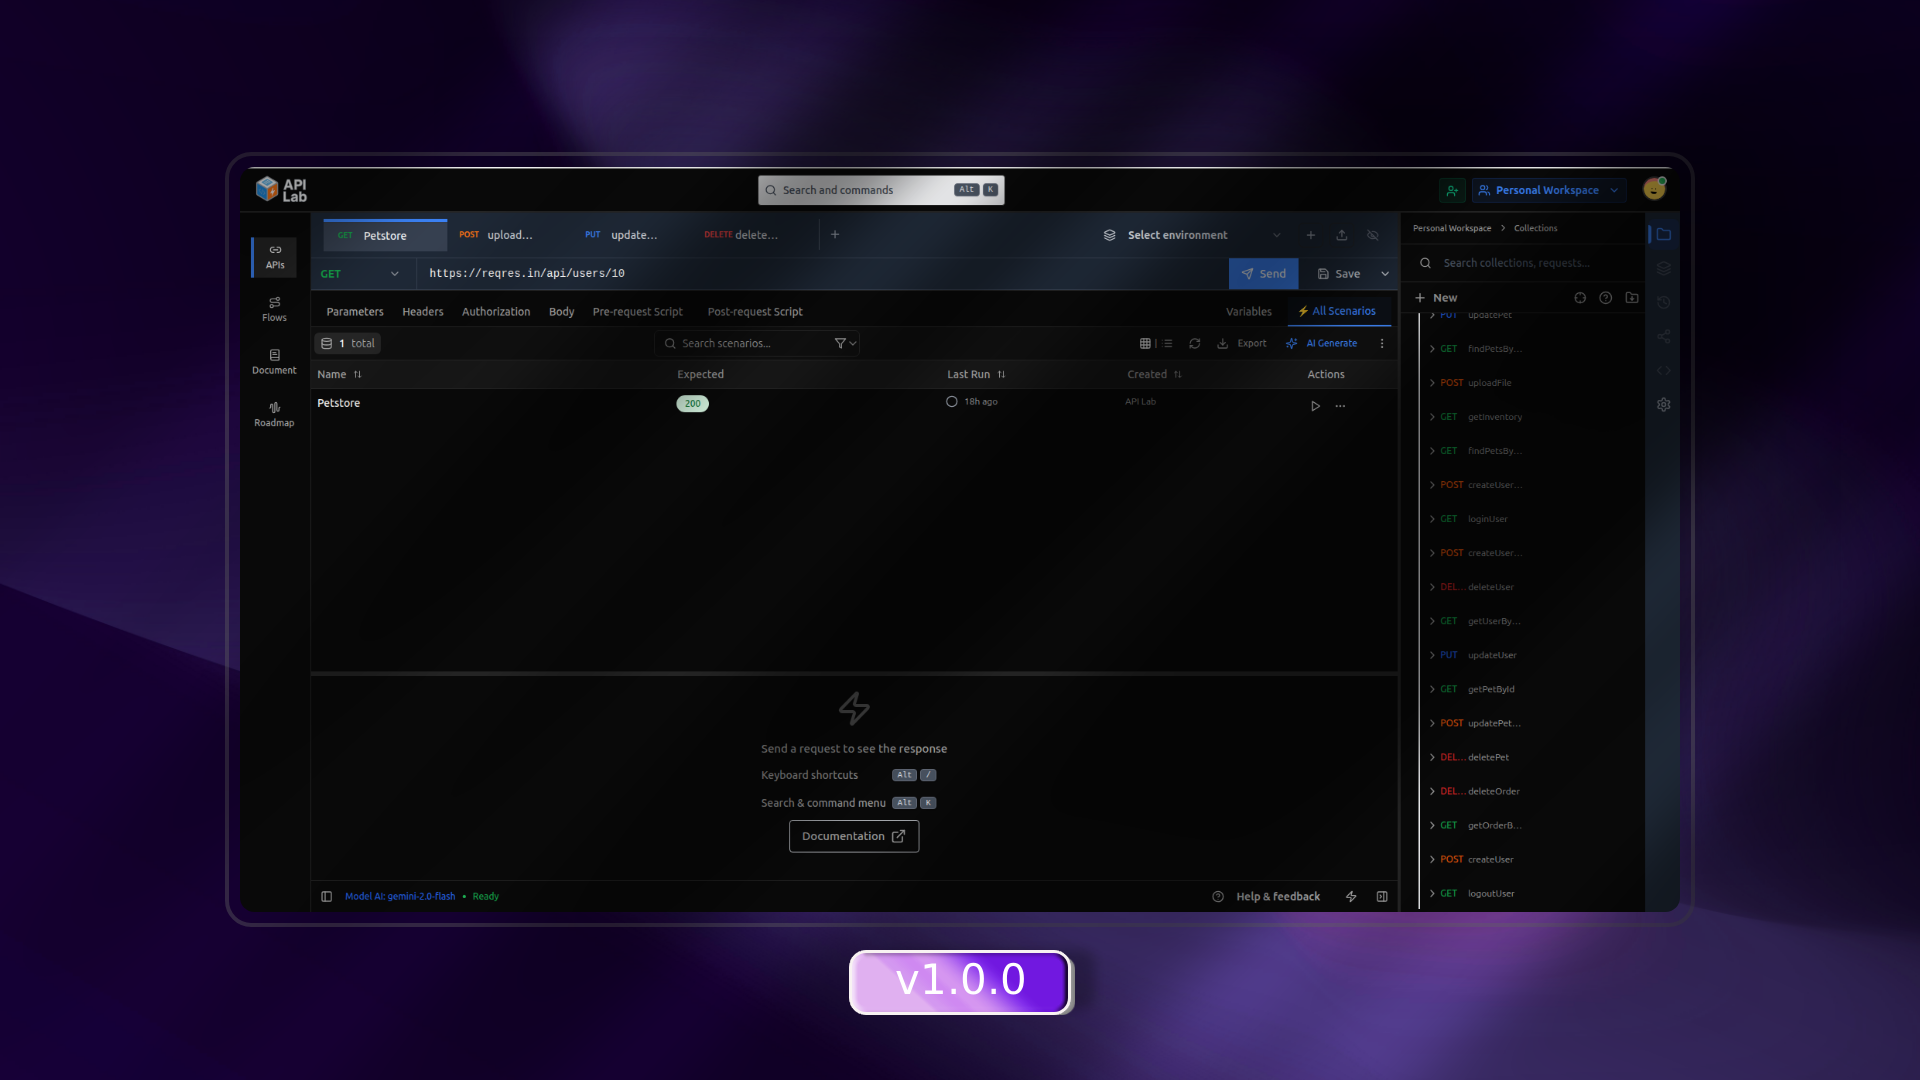 API
Lab
Search and commands Alt K
Personal Workspace
GET Petstore POST upload... PUT update... DELETE delete... + Select environment
Personal Workspace > Collections
APIs
GET https://reqres.in/api/users/10 Send Save
Search collections, requests...
+ New
Flows
Parameters Headers Authorization Body Pre-request Script Post-request Script Variables ⚡ All Scenarios
1 total Search scenarios... Export AI Generate
Document
Name Expected Last Run Created Actions
Petstore 200 18h ago API Lab
Roadmap
PUT updatePet
GET findPetsBy...
POST uploadFile
GET getInventory
GET findPetsBy...
POST createUser...
GET loginUser
POST createUser...
DEL... deleteUser
GET getUserBy...
PUT updateUser
GET getPetById
POST updatePet...
DEL... deletePet
DEL... deleteOrder
GET getOrderB...
POST createUser
GET logoutUser
Send a request to see the response
Keyboard shortcuts Alt /
Search & command menu Alt K
Documentation
Model AI: gemini-2.0-flash • Ready
Help & feedback
v1.0.0